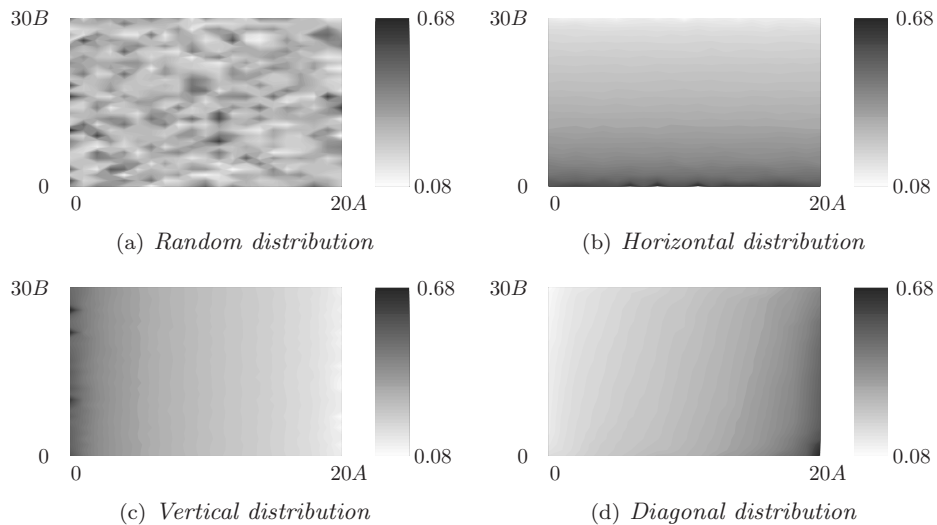 30B 0.68 30B 0.68
0 0.08 0 0.08
0 20A 0 20A
(a) Random distribution (b) Horizontal distribution
30B 0.68 30B 0.68
0 0.08 0 0.08
0 20A 0 20A
(c) Vertical distribution (d) Diagonal distribution